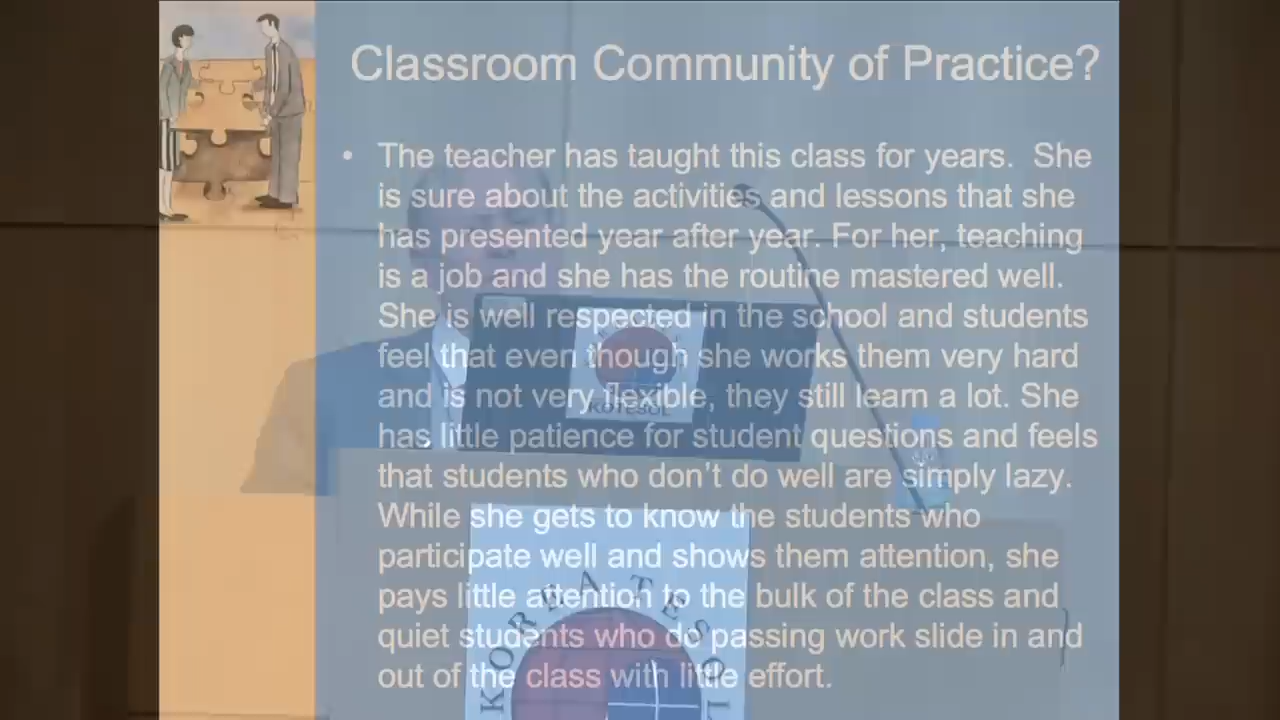 Classroom Community of Practice?
• The teacher has taught this class for years. She
is sure about the activities and lessons that she
has presented year after year. For her, teaching
is a job and she has the routine mastered well.
She is well respected in the school and students
feel that even though she works them very hard
and is not very flexible, they still learn a lot. She
has little patience for student questions and feels
that students who don't do well are simply lazy.
While she gets to know the students who
participate well and shows them attention, she
pays little attention to the bulk of the class and
quiet students who do passing work slide in and
out of the class with little effort.
KOTESOL
KOREA TESOL